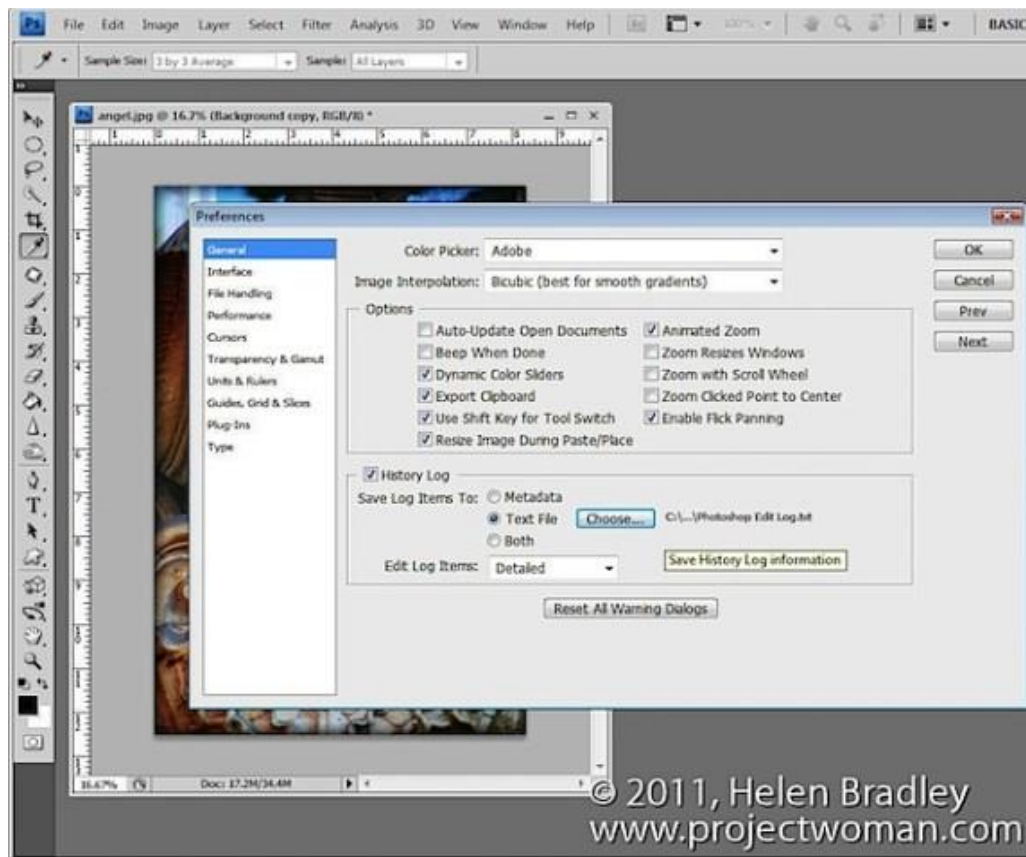 Ps File Edit Image Layer Select Filter Analysis 3D View Window Help Br 100% BASIC
Sample Size: 3 by 3 Average Sample: All Layers
Ps angel.jpg @ 16.7% (Background copy, RGB/8) *
Preferences
General
Interface
File Handling
Performance
Cursors
Transparency & Gamut
Units & Rulers
Guides, Grid & Slices
Plug-Ins
Type
Color Picker: Adobe
Image Interpolation: Bicubic (best for smooth gradients)
Options
Auto-Update Open Documents
Beep When Done
Dynamic Color Sliders
Export Clipboard
Use Shift Key for Tool Switch
Resize Image During Paste/Place
Animated Zoom
Zoom Resizes Windows
Zoom with Scroll Wheel
Zoom Clicked Point to Center
Enable Flick Panning
History Log
Save Log Items To: Metadata
Text File Choose... C:\...\Photoshop Edit Log.txt
Both
Save History Log information
Edit Log Items: Detailed
Reset All Warning Dialogs
OK
Cancel
Prev
Next
16.67% Doc: 17.2M/34.4M
© 2011, Helen Bradley
www.projectwoman.com